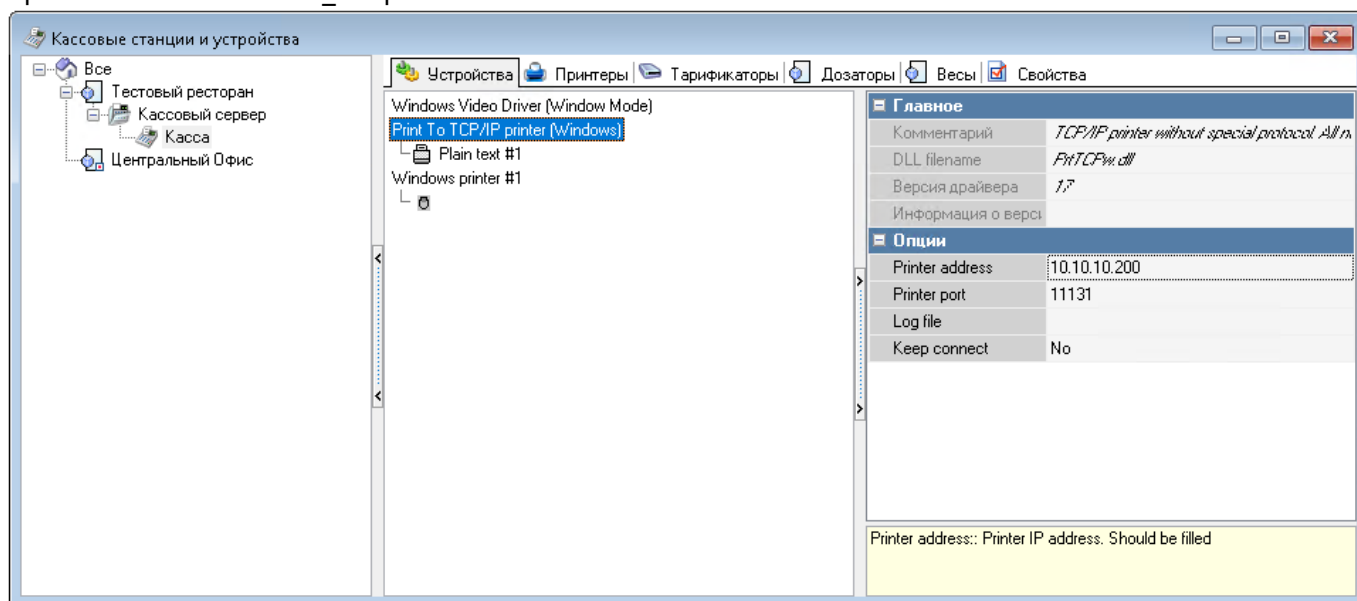 Кассовые станции и устройства
Все
Тестовый ресторан
Кассовый сервер
Касса
Центральный Офис
Устройства Принтеры Тарификаторы Дозаторы Весы Свойства
Windows Video Driver (Window Mode)
Print To TCP/IP printer (Windows)
Plain text #1
Windows printer #1
Главное
Комментарий TCP/IP printer without special protocol. All n
DLL filename PrtTCPw.dll
Версия драйвера 1,7
Информация о верси
Опции
Printer address 10.10.10.200
Printer port 11131
Log file
Keep connect No
Printer address:: Printer IP address. Should be filled